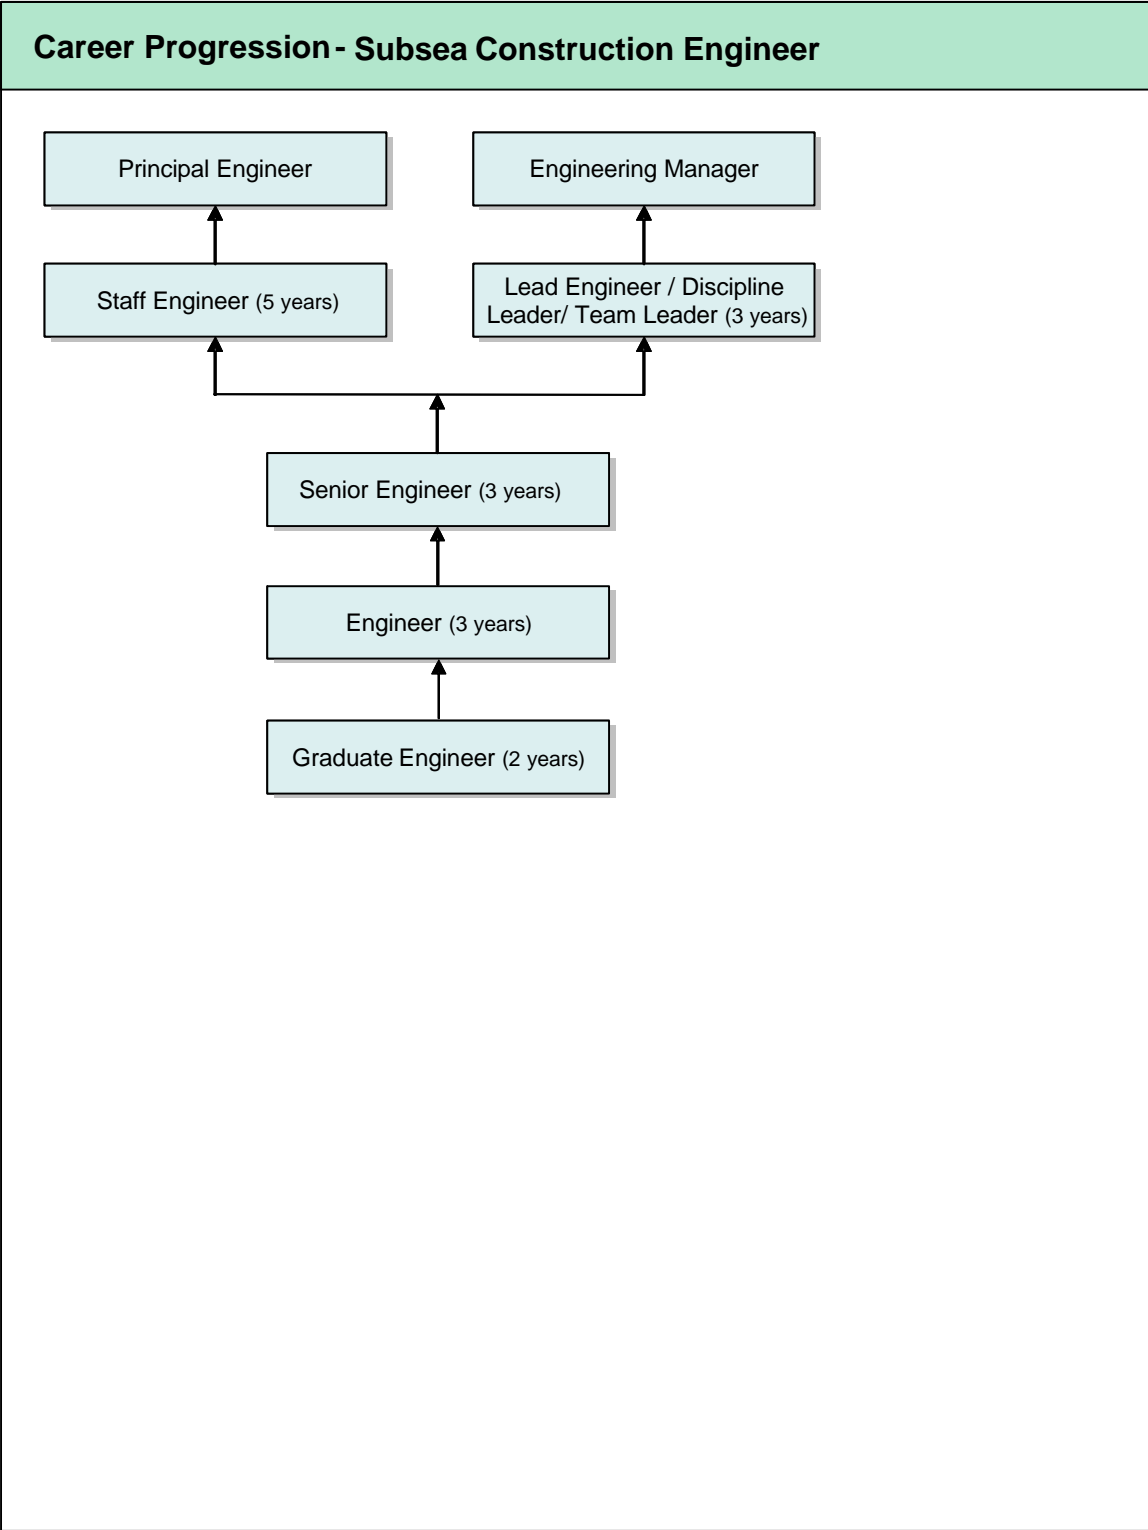 Career Progression - Subsea Construction Engineer
Principal Engineer
Engineering Manager
Staff Engineer (5 years)
Lead Engineer / Discipline
Leader/ Team Leader (3 years)
Senior Engineer (3 years)
Engineer (3 years)
Graduate Engineer (2 years)